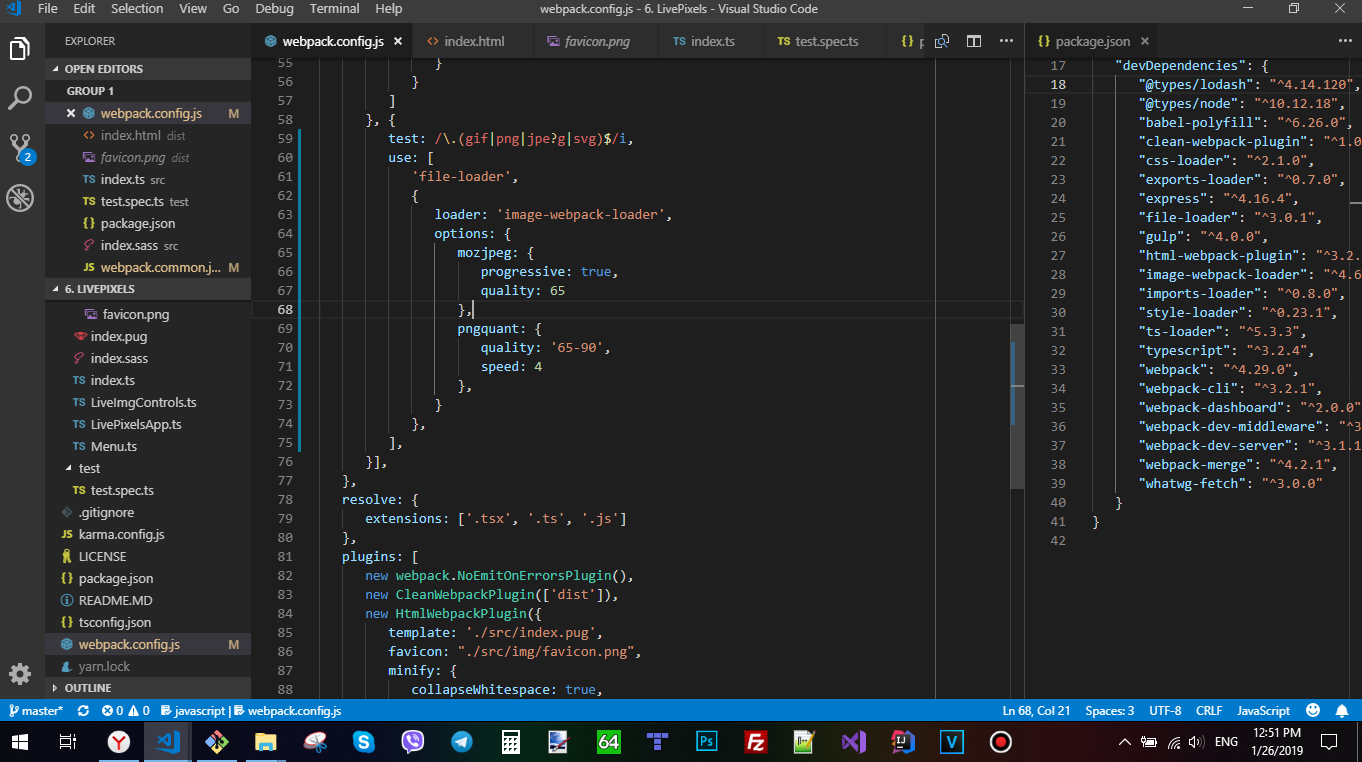 File Edit Selection View Go Debug Terminal Help
webpack.config.js - 6. LivePixels - Visual Studio Code
EXPLORER
OPEN EDITORS
GROUP 1
webpack.config.js M
index.html dist
favicon.png dist
index.ts src
test.spec.ts test
package.json
index.sass src
webpack.common.j... M
6. LIVEPIXELS
favicon.png
index.pug
index.sass
index.ts
LiveImgControls.ts
LivePixelsApp.ts
Menu.ts
test
test.spec.ts
.gitignore
karma.config.js
LICENSE
package.json
README.MD
tsconfig.json
webpack.config.js M
yarn.lock
OUTLINE
webpack.config.js index.html favicon.png index.ts test.spec.ts
55 }
56 }
57 ]
58 }, {
59 test: /\.(gif|png|jpe?g|svg)$/i,
60 use: [
61 'file-loader',
62 {
63 loader: 'image-webpack-loader',
64 options: {
65 mozjpeg: {
66 progressive: true,
67 quality: 65
68 },
69 pngquant: {
70 quality: '65-90',
71 speed: 4
72 },
73 }
74 },
75 ],
76 }],
77 },
78 resolve: {
79 extensions: ['.tsx', '.ts', '.js']
80 },
81 plugins: [
82 new webpack.NoEmitOnErrorsPlugin(),
83 new CleanWebpackPlugin(['dist']),
84 new HtmlWebpackPlugin({
85 template: './src/index.pug',
86 favicon: "./src/img/favicon.png",
87 minify: {
88 collapseWhitespace: true,
package.json
17 "devDependencies": {
18 "@types/lodash": "^4.14.120",
19 "@types/node": "^10.12.18",
20 "babel-polyfill": "^6.26.0",
21 "clean-webpack-plugin": "^1.0
22 "css-loader": "^2.1.0",
23 "exports-loader": "^0.7.0",
24 "express": "^4.16.4",
25 "file-loader": "^3.0.1",
26 "gulp": "^4.0.0",
27 "html-webpack-plugin": "^3.2.
28 "image-webpack-loader": "^4.6
29 "imports-loader": "^0.8.0",
30 "style-loader": "^0.23.1",
31 "ts-loader": "^5.3.3",
32 "typescript": "^3.2.4",
33 "webpack": "^4.29.0",
34 "webpack-cli": "^3.2.1",
35 "webpack-dashboard": "^2.0.0"
36 "webpack-dev-middleware": "^3
37 "webpack-dev-server": "^3.1.1
38 "webpack-merge": "^4.2.1",
39 "whatwg-fetch": "^3.0.0"
40 }
41 }
42
master* 0 0 javascript | webpack.config.js
Ln 68, Col 21 Spaces: 3 UTF-8 CRLF JavaScript
ENG 12:51 PM
1/26/2019